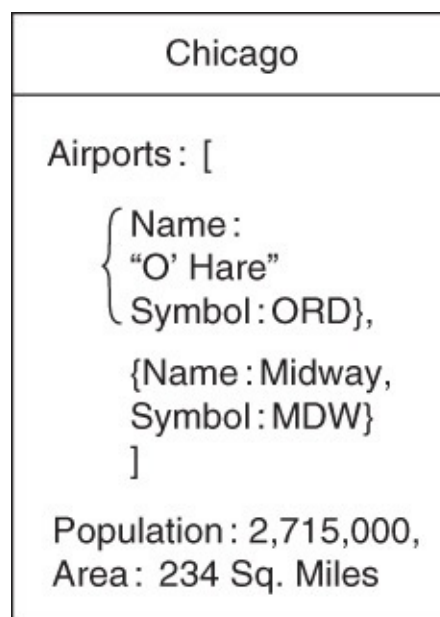 Chicago
Airports: [
{ Name:
“O’ Hare”
Symbol:ORD},
{Name:Midway,
Symbol:MDW}
]
Population: 2,715,000,
Area: 234 Sq. Miles